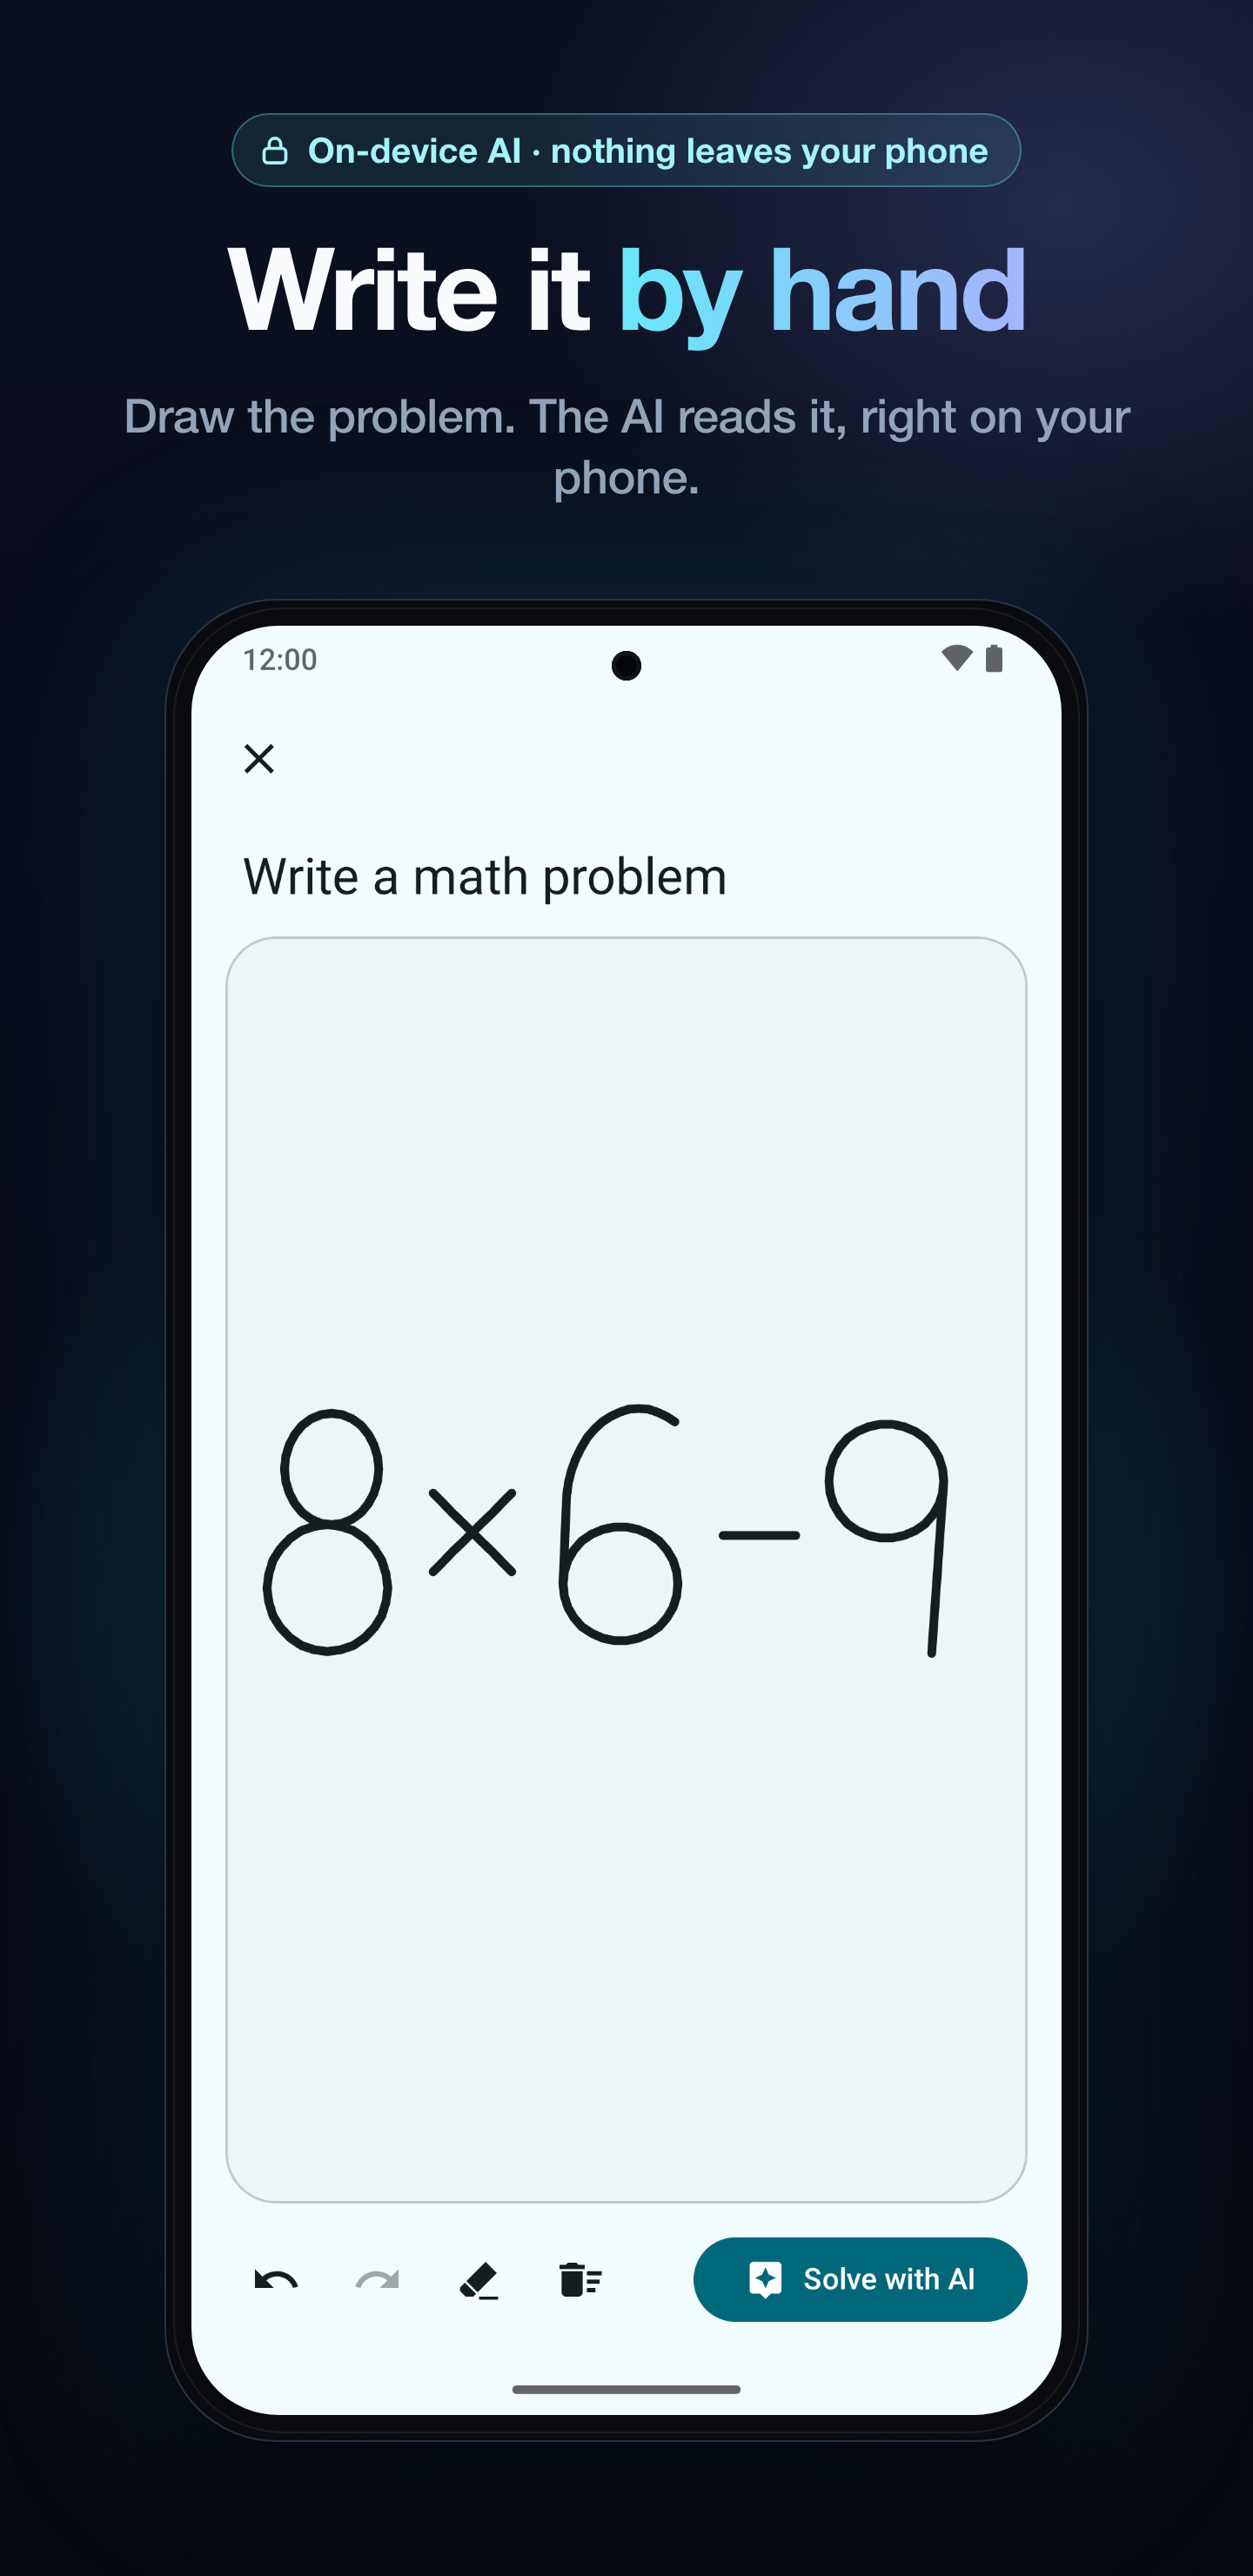 On-device AI · nothing leaves your phone
Write it by hand
Draw the problem. The AI reads it, right on your
phone.
12:00
Write a math problem
8×6−9
Solve with AI